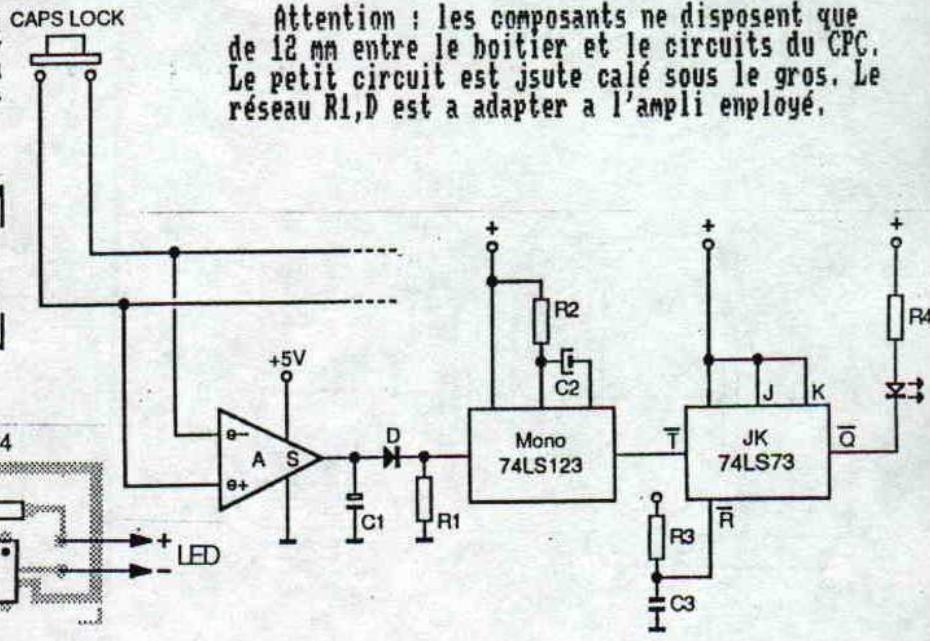 CAPS LOCK
Attention : les composants ne disposent que
de 12 mm entre le boitier et le circuits du CPC.
Le petit circuit est jsute calé sous le gros. Le
réseau R1,D est a adapter a l'ampli enployé.
+
+
+
R2
R4
+5V
C2
J
K
4
e-
A
S
D
Mono
74LS123
T̅
JK
74LS73
Q̅
e+
C1
R1
R3
R̅
+
LED
-
C3